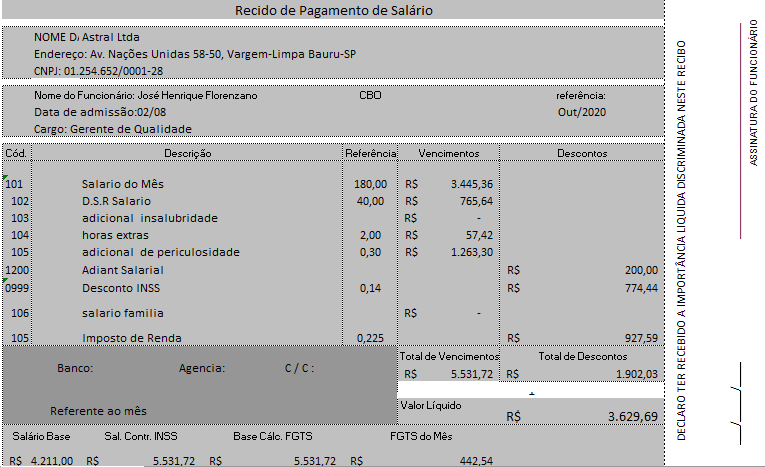 Recido de Pagamento de Salário
NOME DA Astral Ltda
Endereço: Av. Nações Unidas 58-50, Vargem-Limpa Bauru-SP
CNPJ: 01.254.652/0001-28
Nome do Funcionário: José Henrique Florenzano CBO referência:
Data de admissão:02/08 Out/2020
Cargo: Gerente de Qualidade
Cód. Descrição Referência Vencimentos Descontos
101 Salario do Mês 180,00 R$ 3.445,36
102 D.S.R Salario 40,00 R$ 765,64
103 adicional insalubridade R$ -
104 horas extras 2,00 R$ 57,42
105 adicional de periculosidade 0,30 R$ 1.263,30
1200 Adiant Salarial R$ 200,00
0999 Desconto INSS 0,14 R$ 774,44
106 salario familia R$ -
105 Imposto de Renda 0,225 R$ 927,59
Total de Vencimentos Total de Descontos
Banco: Agencia: C / C :
R$ 5.531,72 R$ 1.902,03
Valor Líquido
Referente ao mês
R$ 3.629,69
Salário Base Sal. Contr. INSS Base Cálc. FGTS FGTS do Mês
R$ 4.211,00 R$ 5.531,72 R$ 5.531,72 R$ 442,54
DECLARO TER RECEBIDO A IMPORTÂNCIA LIQUIDA DISCRIMINADA NESTE RECIBO
ASSINATURA DO FUNCIONÁRIO